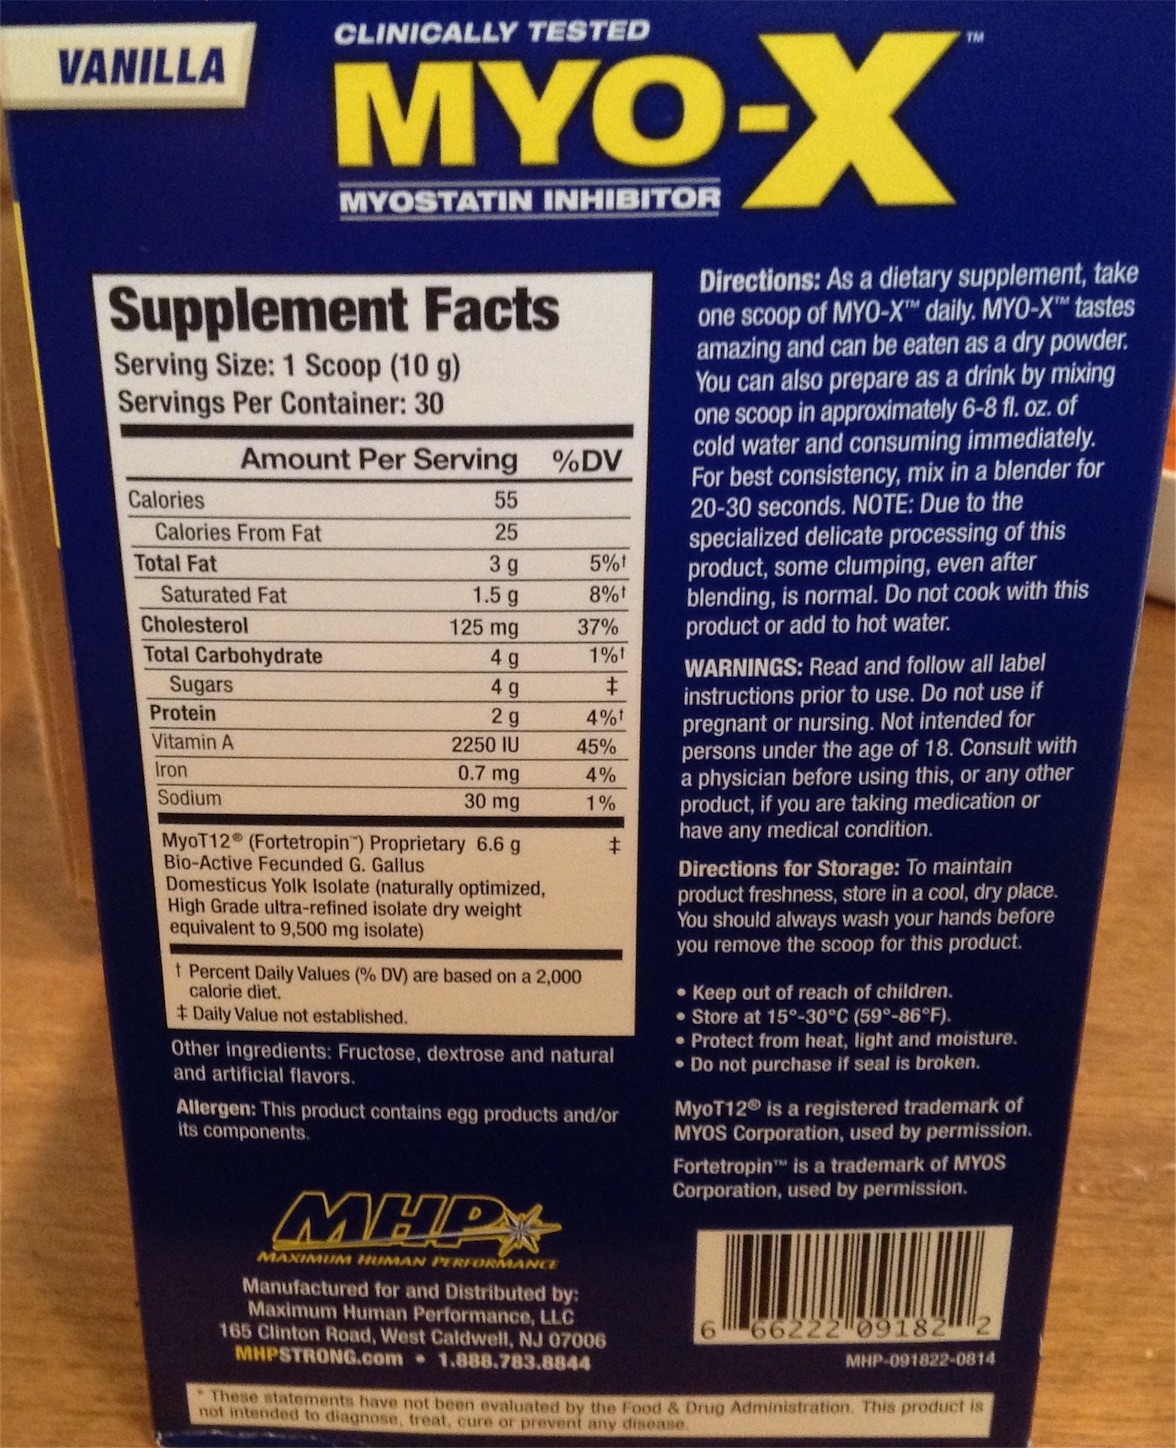 VANILLA
CLINICALLY TESTED
MYO-X™
MYOSTATIN INHIBITOR
Supplement Facts
Serving Size: 1 Scoop (10 g)
Servings Per Container: 30
Amount Per Serving %DV
Calories 55
Calories From Fat 25
Total Fat 3 g 5%†
Saturated Fat 1.5 g 8%†
Cholesterol 125 mg 37%
Total Carbohydrate 4 g 1%†
Sugars 4 g ‡
Protein 2 g 4%†
Vitamin A 2250 IU 45%
Iron 0.7 mg 4%
Sodium 30 mg 1%
MyoT12® (Fortetropin™) Proprietary 6.6 g ‡
Bio-Active Fecunded G. Gallus
Domesticus Yolk Isolate (naturally optimized,
High Grade ultra-refined isolate dry weight
equivalent to 9,500 mg isolate)
† Percent Daily Values (% DV) are based on a 2,000
calorie diet.
‡ Daily Value not established.
Other ingredients: Fructose, dextrose and natural
and artificial flavors.
Allergen: This product contains egg products and/or
its components.
MHP
MAXIMUM HUMAN PERFORMANCE
Manufactured for and Distributed by:
Maximum Human Performance, LLC
165 Clinton Road, West Caldwell, NJ 07006
MHPSTRONG.com • 1.888.783.8844
Directions: As a dietary supplement, take
one scoop of MYO-X™ daily. MYO-X™ tastes
amazing and can be eaten as a dry powder.
You can also prepare as a drink by mixing
one scoop in approximately 6-8 fl. oz. of
cold water and consuming immediately.
For best consistency, mix in a blender for
20-30 seconds. NOTE: Due to the
specialized delicate processing of this
product, some clumping, even after
blending, is normal. Do not cook with this
product or add to hot water.
WARNINGS: Read and follow all label
instructions prior to use. Do not use if
pregnant or nursing. Not intended for
persons under the age of 18. Consult with
a physician before using this, or any other
product, if you are taking medication or
have any medical condition.
Directions for Storage: To maintain
product freshness, store in a cool, dry place.
You should always wash your hands before
you remove the scoop for this product.
• Keep out of reach of children.
• Store at 15°-30°C (59°-86°F).
• Protect from heat, light and moisture.
• Do not purchase if seal is broken.
MyoT12® is a registered trademark of
MYOS Corporation, used by permission.
Fortetropin™ is a trademark of MYOS
Corporation, used by permission.
6 66222 09182 2
MHP-091822-0814
* These statements have not been evaluated by the Food & Drug Administration. This product is
not intended to diagnose, treat, cure or prevent any disease.